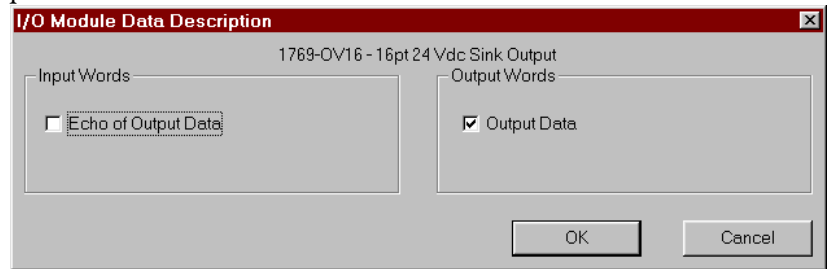 I/O Module Data Description
1769-OV16 - 16pt 24 Vdc Sink Output
Input Words
Output Words
Echo of Output Data
Output Data
OK
Cancel